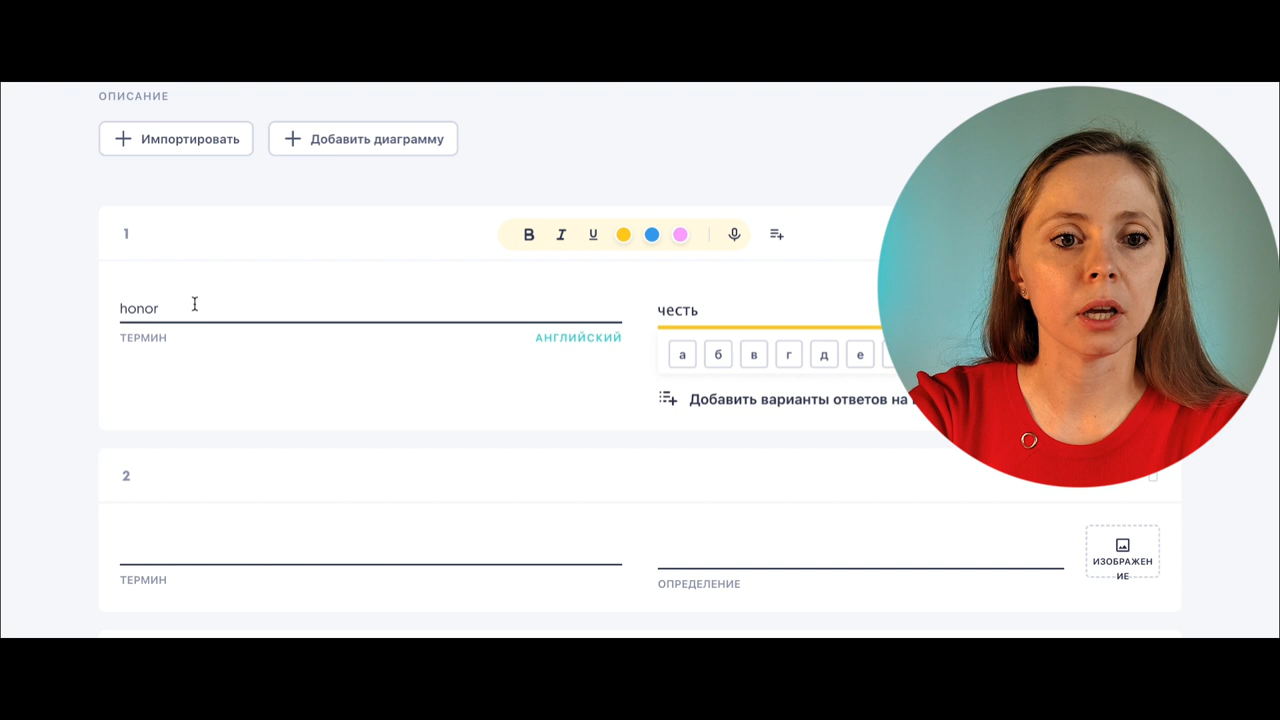 ОПИСАНИЕ
Импортировать
Добавить диаграмму
1
B I U
honor
ТЕРМИН
АНГЛИЙСКИЙ
честь
а б в г д е
Добавить варианты ответов на
2
ТЕРМИН
ОПРЕДЕЛЕНИЕ
ИЗОБРАЖЕН
ИЕ